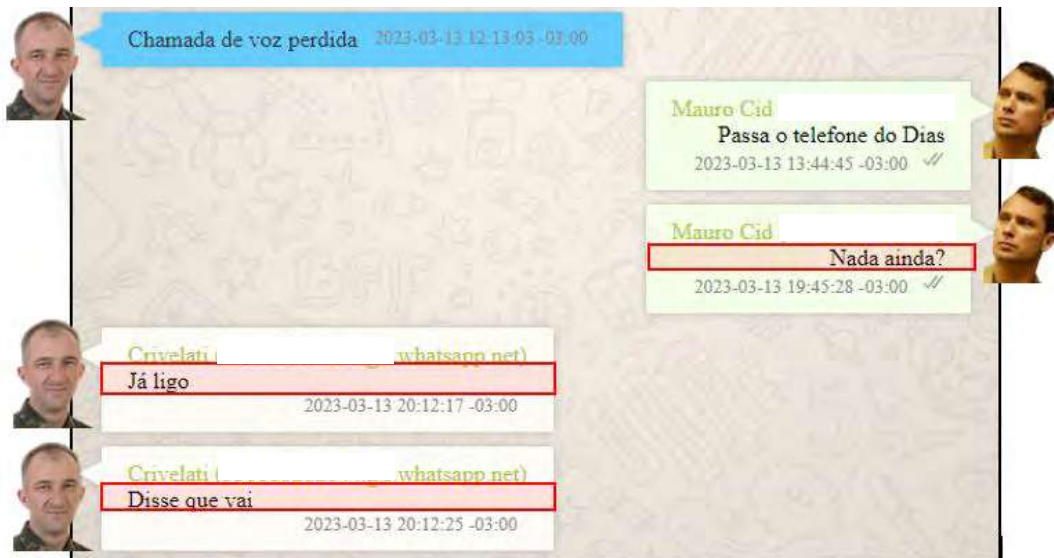 Chamada de voz perdida 2023-03-13 12:13:03 -03:00
Mauro Cid
Passa o telefone do Dias
2023-03-13 13:44:45 -03:00
Mauro Cid
Nada ainda?
2023-03-13 19:45:28 -03:00
Crivelati ( whatsapp.net)
Já ligo
2023-03-13 20:12:17 -03:00
Crivelati ( whatsapp.net)
Disse que vai
2023-03-13 20:12:25 -03:00